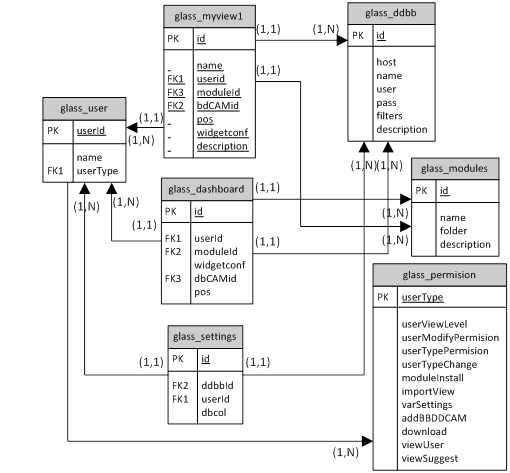 glass_myview1
PK id
_ name
FK1 userid
FK3 moduleId
FK2 bdCAMid
_ pos
_ widgetconf
_ description
(1,1)
(1,N)
(1,1)
glass_ddbb
PK id
host
name
user
pass
filters
description
glass_user
PK userId
name
FK1 userType
(1,1)
(1,N)
(1,N)(1,N)
glass_modules
PK id
name
folder
description
glass_dashboard
PK id
FK1 userId
FK2 moduleId
widgetconf
FK3 dbCAMid
pos
(1,1)
(1,N)
(1,N)
(1,N)
(1,N)
(1,1)
(1,1)
glass_permision
PK userType
userViewLevel
userModifyPermision
userTypePermision
userTypeChange
moduleInstall
importView
varSettings
addBBDDCAM
download
viewUser
viewSuggest
glass_settings
PK id
FK2 ddbbId
FK1 userId
dbcol
(1,1)
(1,1)
(1,N)